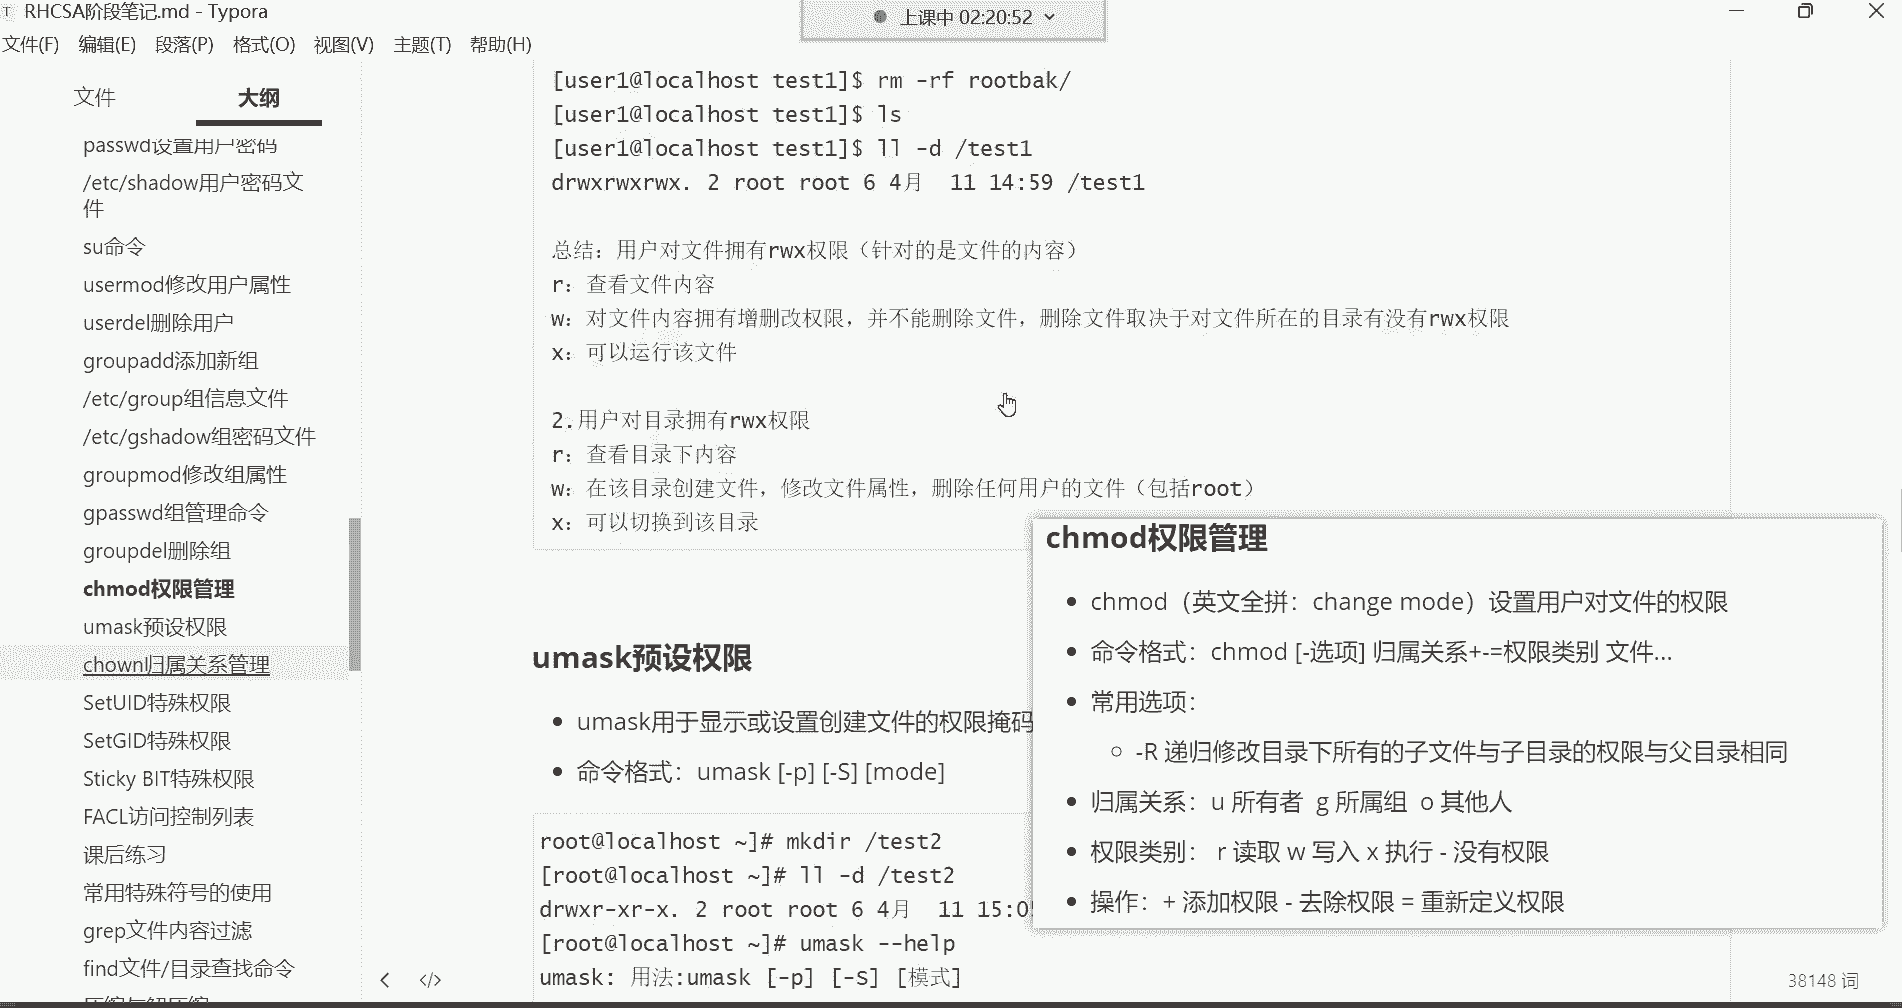 RHCSA阶段笔记.md - Typora
上课中 02:20:52
文件(F) 编辑(E) 段落(P) 格式(O) 视图(V) 主题(T) 帮助(H)
文件 大纲
passwd设置用户密码
/etc/shadow用户密码文
件
su命令
usermod修改用户属性
userdel删除用户
groupadd添加新组
/etc/group组信息文件
/etc/gshadow组密码文件
groupmod修改组属性
gpasswd组管理命令
groupdel删除组
chmod权限管理
umask预设权限
chown归属关系管理
SetUID特殊权限
SetGID特殊权限
Sticky BIT特殊权限
FACL访问控制列表
课后练习
常用特殊符号的使用
grep文件内容过滤
find文件/目录查找命令
[user1@localhost test1]$ rm -rf rootbak/
[user1@localhost test1]$ ls
[user1@localhost test1]$ ll -d /test1
drwxrwxrwx. 2 root root 6 4月  11 14:59 /test1
总结：用户对文件拥有rwx权限（针对的是文件的内容）
r：查看文件内容
w：对文件内容拥有增删改权限，并不能删除文件，删除文件取决于对文件所在的目录有没有rwx权限
x：可以运行该文件
2.用户对目录拥有rwx权限
r：查看目录下内容
w：在该目录创建文件，修改文件属性，删除任何用户的文件（包括root）
x：可以切换到该目录
umask预设权限
umask用于显示或设置创建文件的权限掩码
命令格式：umask [-p] [-S] [mode]
root@localhost ~]# mkdir /test2
[root@localhost ~]# ll -d /test2
drwxr-xr-x. 2 root root 6 4月  11 15:0
[root@localhost ~]# umask --help
umask: 用法:umask [-p] [-S] [模式]
chmod权限管理
chmod（英文全拼：change mode）设置用户对文件的权限
命令格式：chmod [-选项] 归属关系+-=权限类别 文件...
常用选项：
-R 递归修改目录下所有的子文件与子目录的权限与父目录相同
归属关系：u 所有者 g 所属组 o 其他人
权限类别： r 读取 w 写入 x 执行 - 没有权限
操作：+ 添加权限 - 去除权限 = 重新定义权限
38148 词